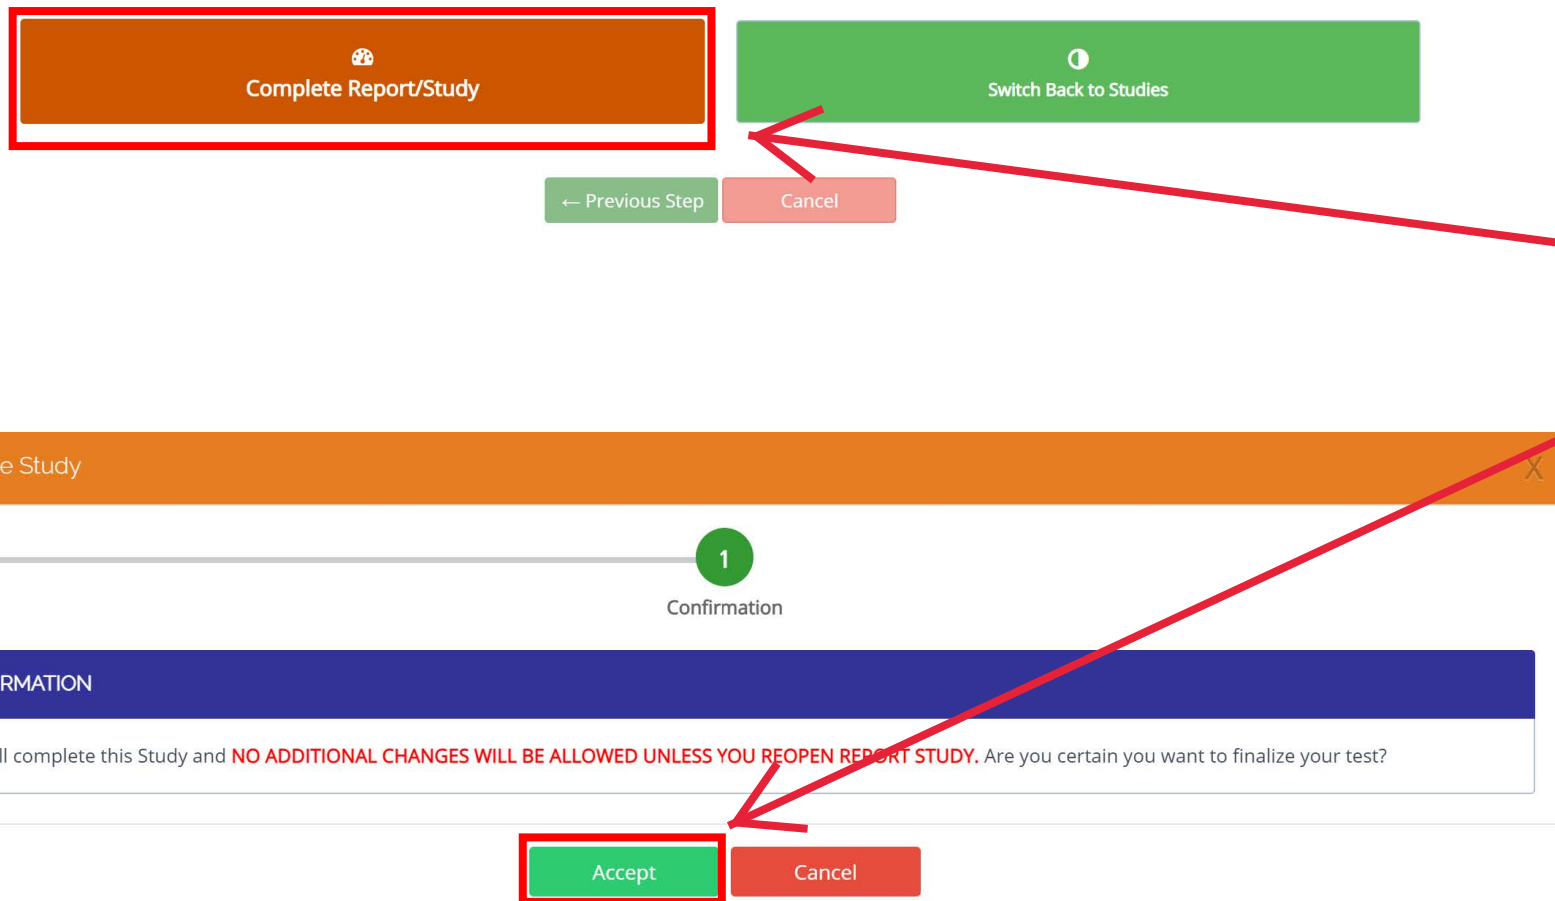 Complete Report/Study
Switch Back to Studies
← Previous Step
Cancel
e Study
X
1
Confirmation
RMATION
ll complete this Study and NO ADDITIONAL CHANGES WILL BE ALLOWED UNLESS YOU REOPEN REPORT STUDY. Are you certain you want to finalize your test?
Accept
Cancel